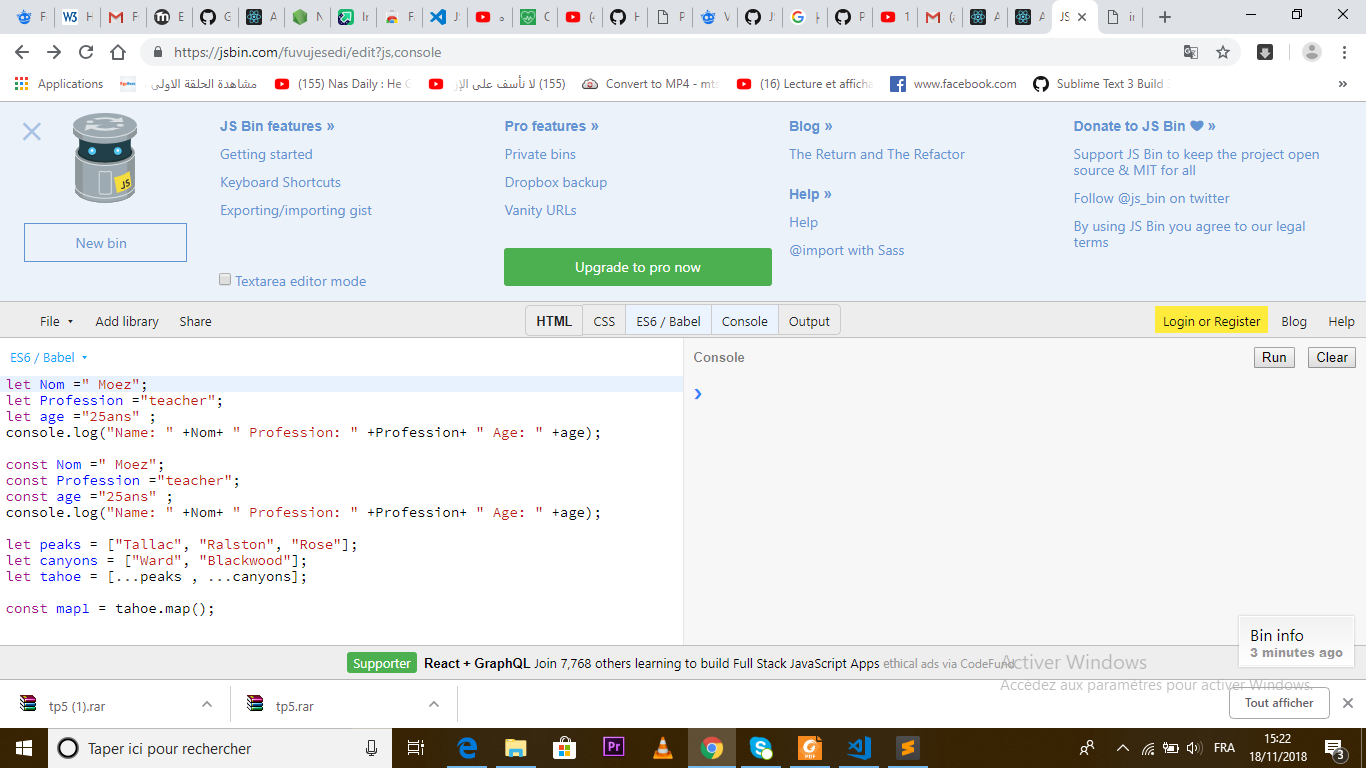 F
H
F
E
G
A
N
Ir
F
JS
(4
H
P
V
J
k
P
1
(
A
A
JS
ir
https://jsbin.com/fuvujesedi/edit?js,console
Applications
مشاهدة الحلقة الاولى
(155) Nas Daily : He
(155) لا نأسف على الإز
Convert to MP4 - mts
(16) Lecture et afficha
www.facebook.com
Sublime Text 3 Build
»
JS Bin features »
Pro features »
Blog »
Donate to JS Bin ♥ »
Getting started
Private bins
The Return and The Refactor
Support JS Bin to keep the project open
source & MIT for all
Keyboard Shortcuts
Dropbox backup
Help »
Follow @js_bin on twitter
Exporting/importing gist
Vanity URLs
Help
By using JS Bin you agree to our legal
terms
JS
New bin
@import with Sass
Textarea editor mode
Upgrade to pro now
File
Add library
Share
HTML
CSS
ES6 / Babel
Console
Output
Login or Register
Blog
Help
ES6 / Babel
Console
Run
Clear
let Nom =" Moez";
let Profession ="teacher";
let age ="25ans" ;
console.log("Name: " +Nom+ " Profession: " +Profession+ " Age: " +age);
const Nom =" Moez";
const Profession ="teacher";
const age ="25ans" ;
console.log("Name: " +Nom+ " Profession: " +Profession+ " Age: " +age);
let peaks = ["Tallac", "Ralston", "Rose"];
let canyons = ["Ward", "Blackwood"];
let tahoe = [...peaks , ...canyons];
const map1 = tahoe.map();
Bin info
3 minutes ago
Supporter React + GraphQL Join 7,768 others learning to build Full Stack JavaScript Apps ethical ads via CodeFund
Activer Windows
Accédez aux paramètres pour activer Windows.
tp5 (1).rar
tp5.rar
Tout afficher
Taper ici pour rechercher
FRA
15:22
18/11/2018
3